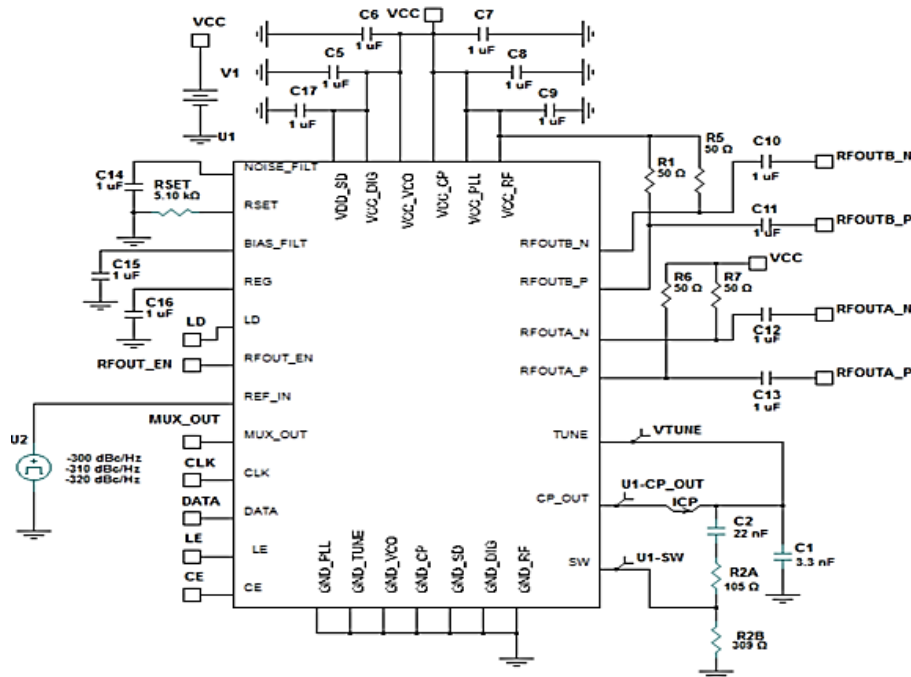 VCC
V1
U1
C6
1 uF
VCC
C7
1 uF
C5
1 uF
C8
1 uF
C17
1 uF
C9
1 uF
C14
1 uF
RSET
5.10 kΩ
C15
1 uF
C16
1 uF
LD
RFOUT_EN
MUX_OUT
U2
-300 dBc/Hz
-310 dBc/Hz
-320 dBc/Hz
CLK
DATA
LE
CE
NOISE_FILT
RSET
BIAS_FILT
REG
LD
RFOUT_EN
REF_IN
MUX_OUT
CLK
DATA
LE
CE
VDD_SD
VCC_DIG
VCC_VCO
VCC_CP
VCC_PLL
VCC_RF
GND_PLL
GND_TUNE
GND_VCO
GND_CP
GND_SD
GND_DIG
GND_RF
RFOUTB_N
RFOUTB_P
RFOUTA_N
RFOUTA_P
TUNE
CP_OUT
SW
R1
50 Ω
R5
50 Ω
C10
1 uF
RFOUTB_N
C11
1 uF
RFOUTB_P
VCC
R6
50 Ω
R7
50 Ω
C12
1 uF
RFOUTA_N
C13
1 uF
RFOUTA_P
VTUNE
U1-CP_OUT
ICP
U1-SW
C2
22 nF
C1
3.3 nF
R2A
105 Ω
R2B
309 Ω